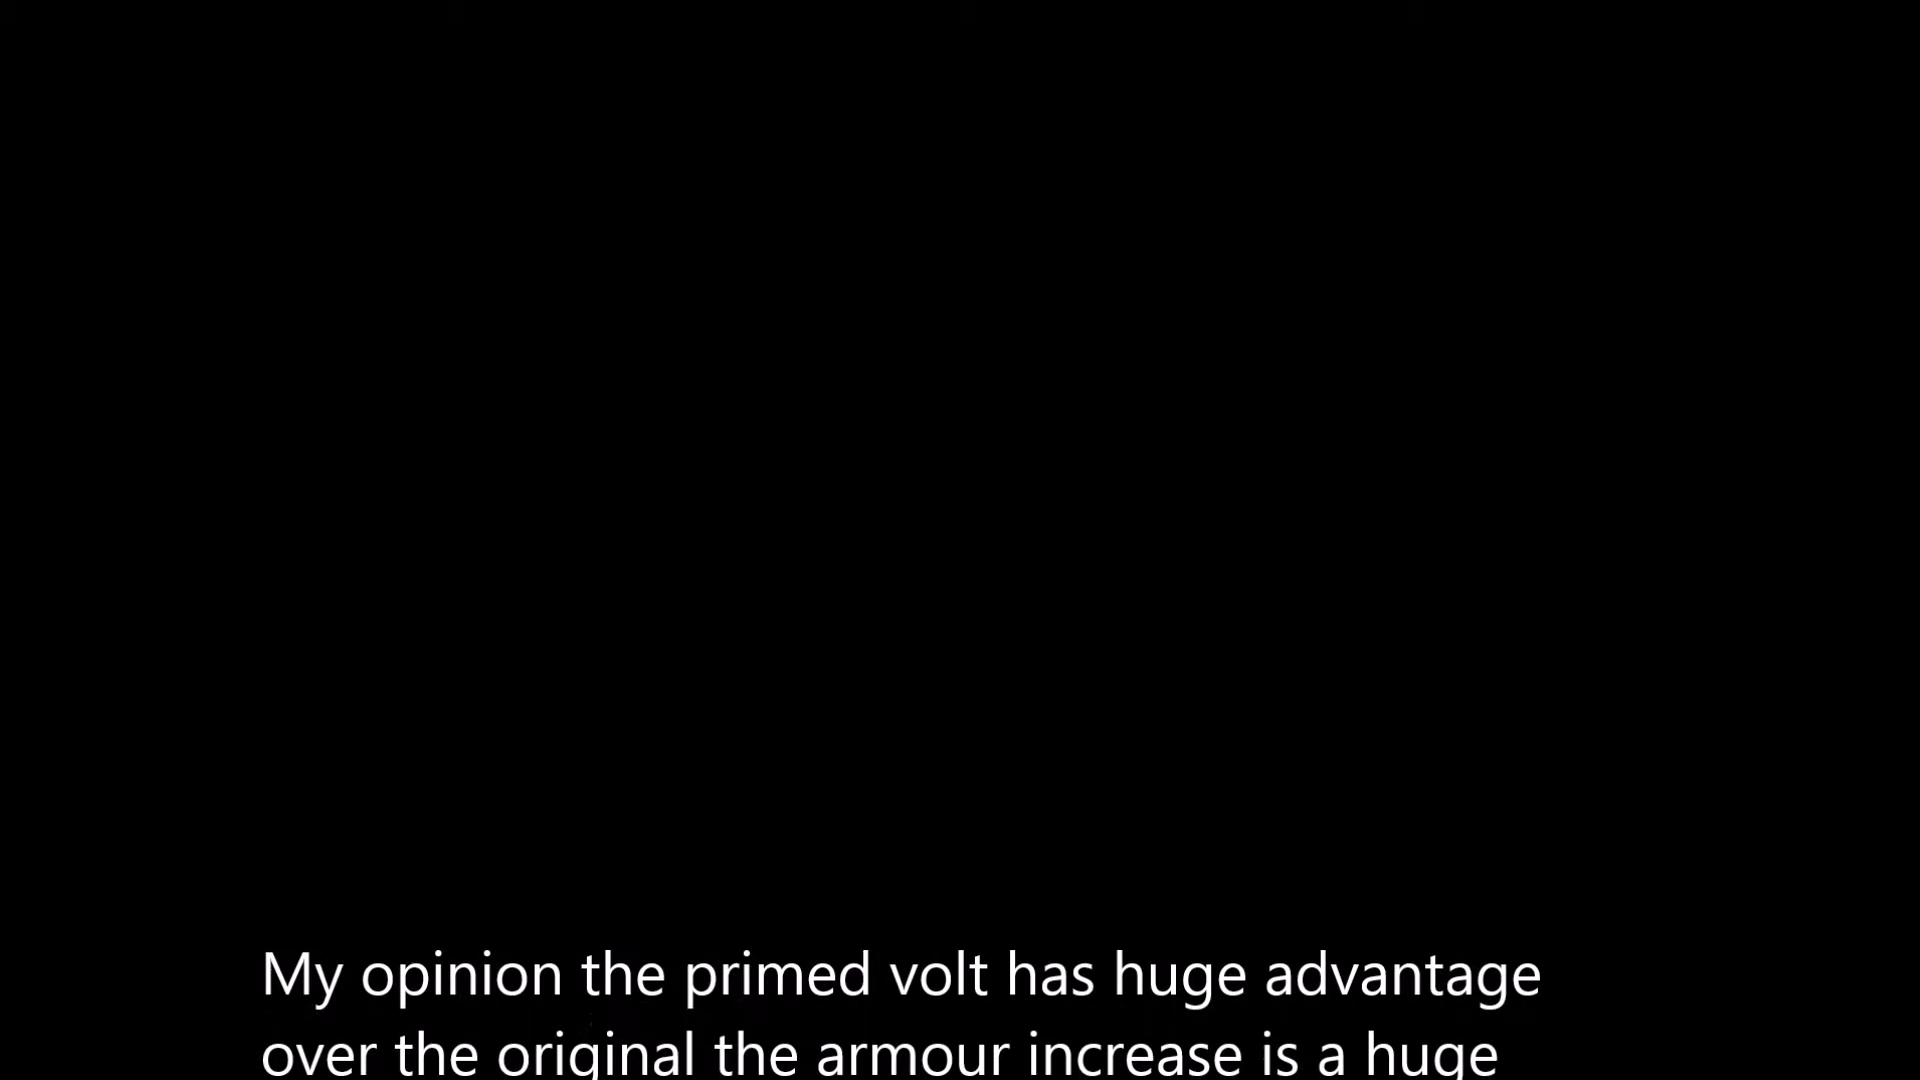 My opinion the primed volt has huge advantage
over the original the armour increase is a huge